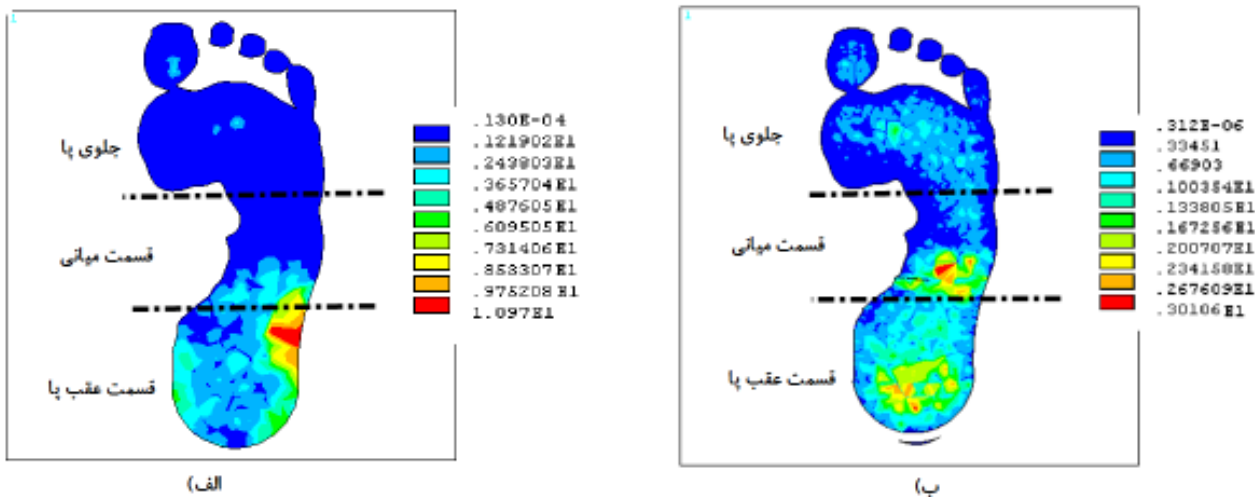 1
جلوی پا
قسمت میانی
قسمت عقب پا
.130E-04
.121902E1
.243803E1
.365704E1
.487605E1
.609505E1
.731406E1
.853307E1
.975208E1
1.097E1
الف)
1
جلوی پا
قسمت میانی
قسمت عقب پا
.312E-06
.33451
.66903
.100354E1
.133805E1
.167256E1
.200707E1
.234158E1
.267609E1
.30106E1
ب)